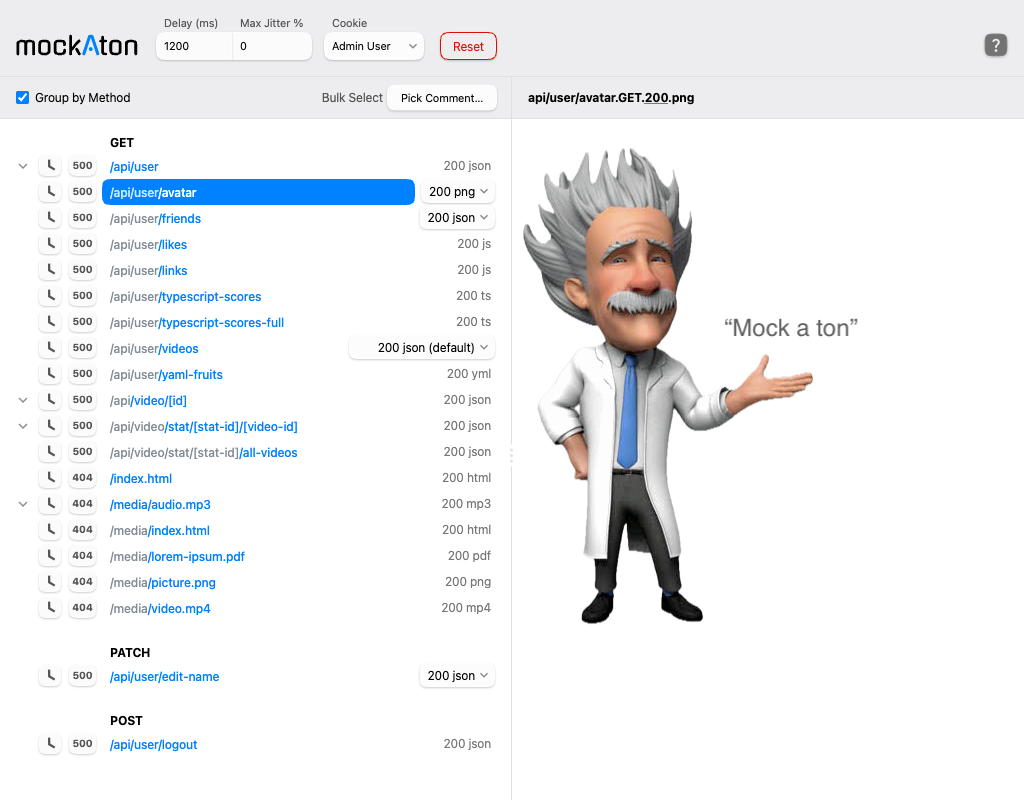 mockAton
Delay (ms)
Max Jitter %
Cookie
1200
0
Admin User
Reset
?
Group by Method
Bulk Select
Pick Comment...
api/user/avatar.GET.200.png
GET
500 /api/user 200 json
500 /api/user/avatar 200 png
500 /api/user/friends 200 json
500 /api/user/likes 200 js
500 /api/user/links 200 js
500 /api/user/typescript-scores 200 ts
500 /api/user/typescript-scores-full 200 ts
500 /api/user/videos 200 json (default)
500 /api/user/yaml-fruits 200 yml
500 /api/video/[id] 200 json
500 /api/video/stat/[stat-id]/[video-id] 200 json
500 /api/video/stat/[stat-id]/all-videos 200 json
404 /index.html 200 html
404 /media/audio.mp3 200 mp3
404 /media/index.html 200 html
404 /media/lorem-ipsum.pdf 200 pdf
404 /media/picture.png 200 png
404 /media/video.mp4 200 mp4
PATCH
500 /api/user/edit-name 200 json
POST
500 /api/user/logout 200 json
“Mock a ton”